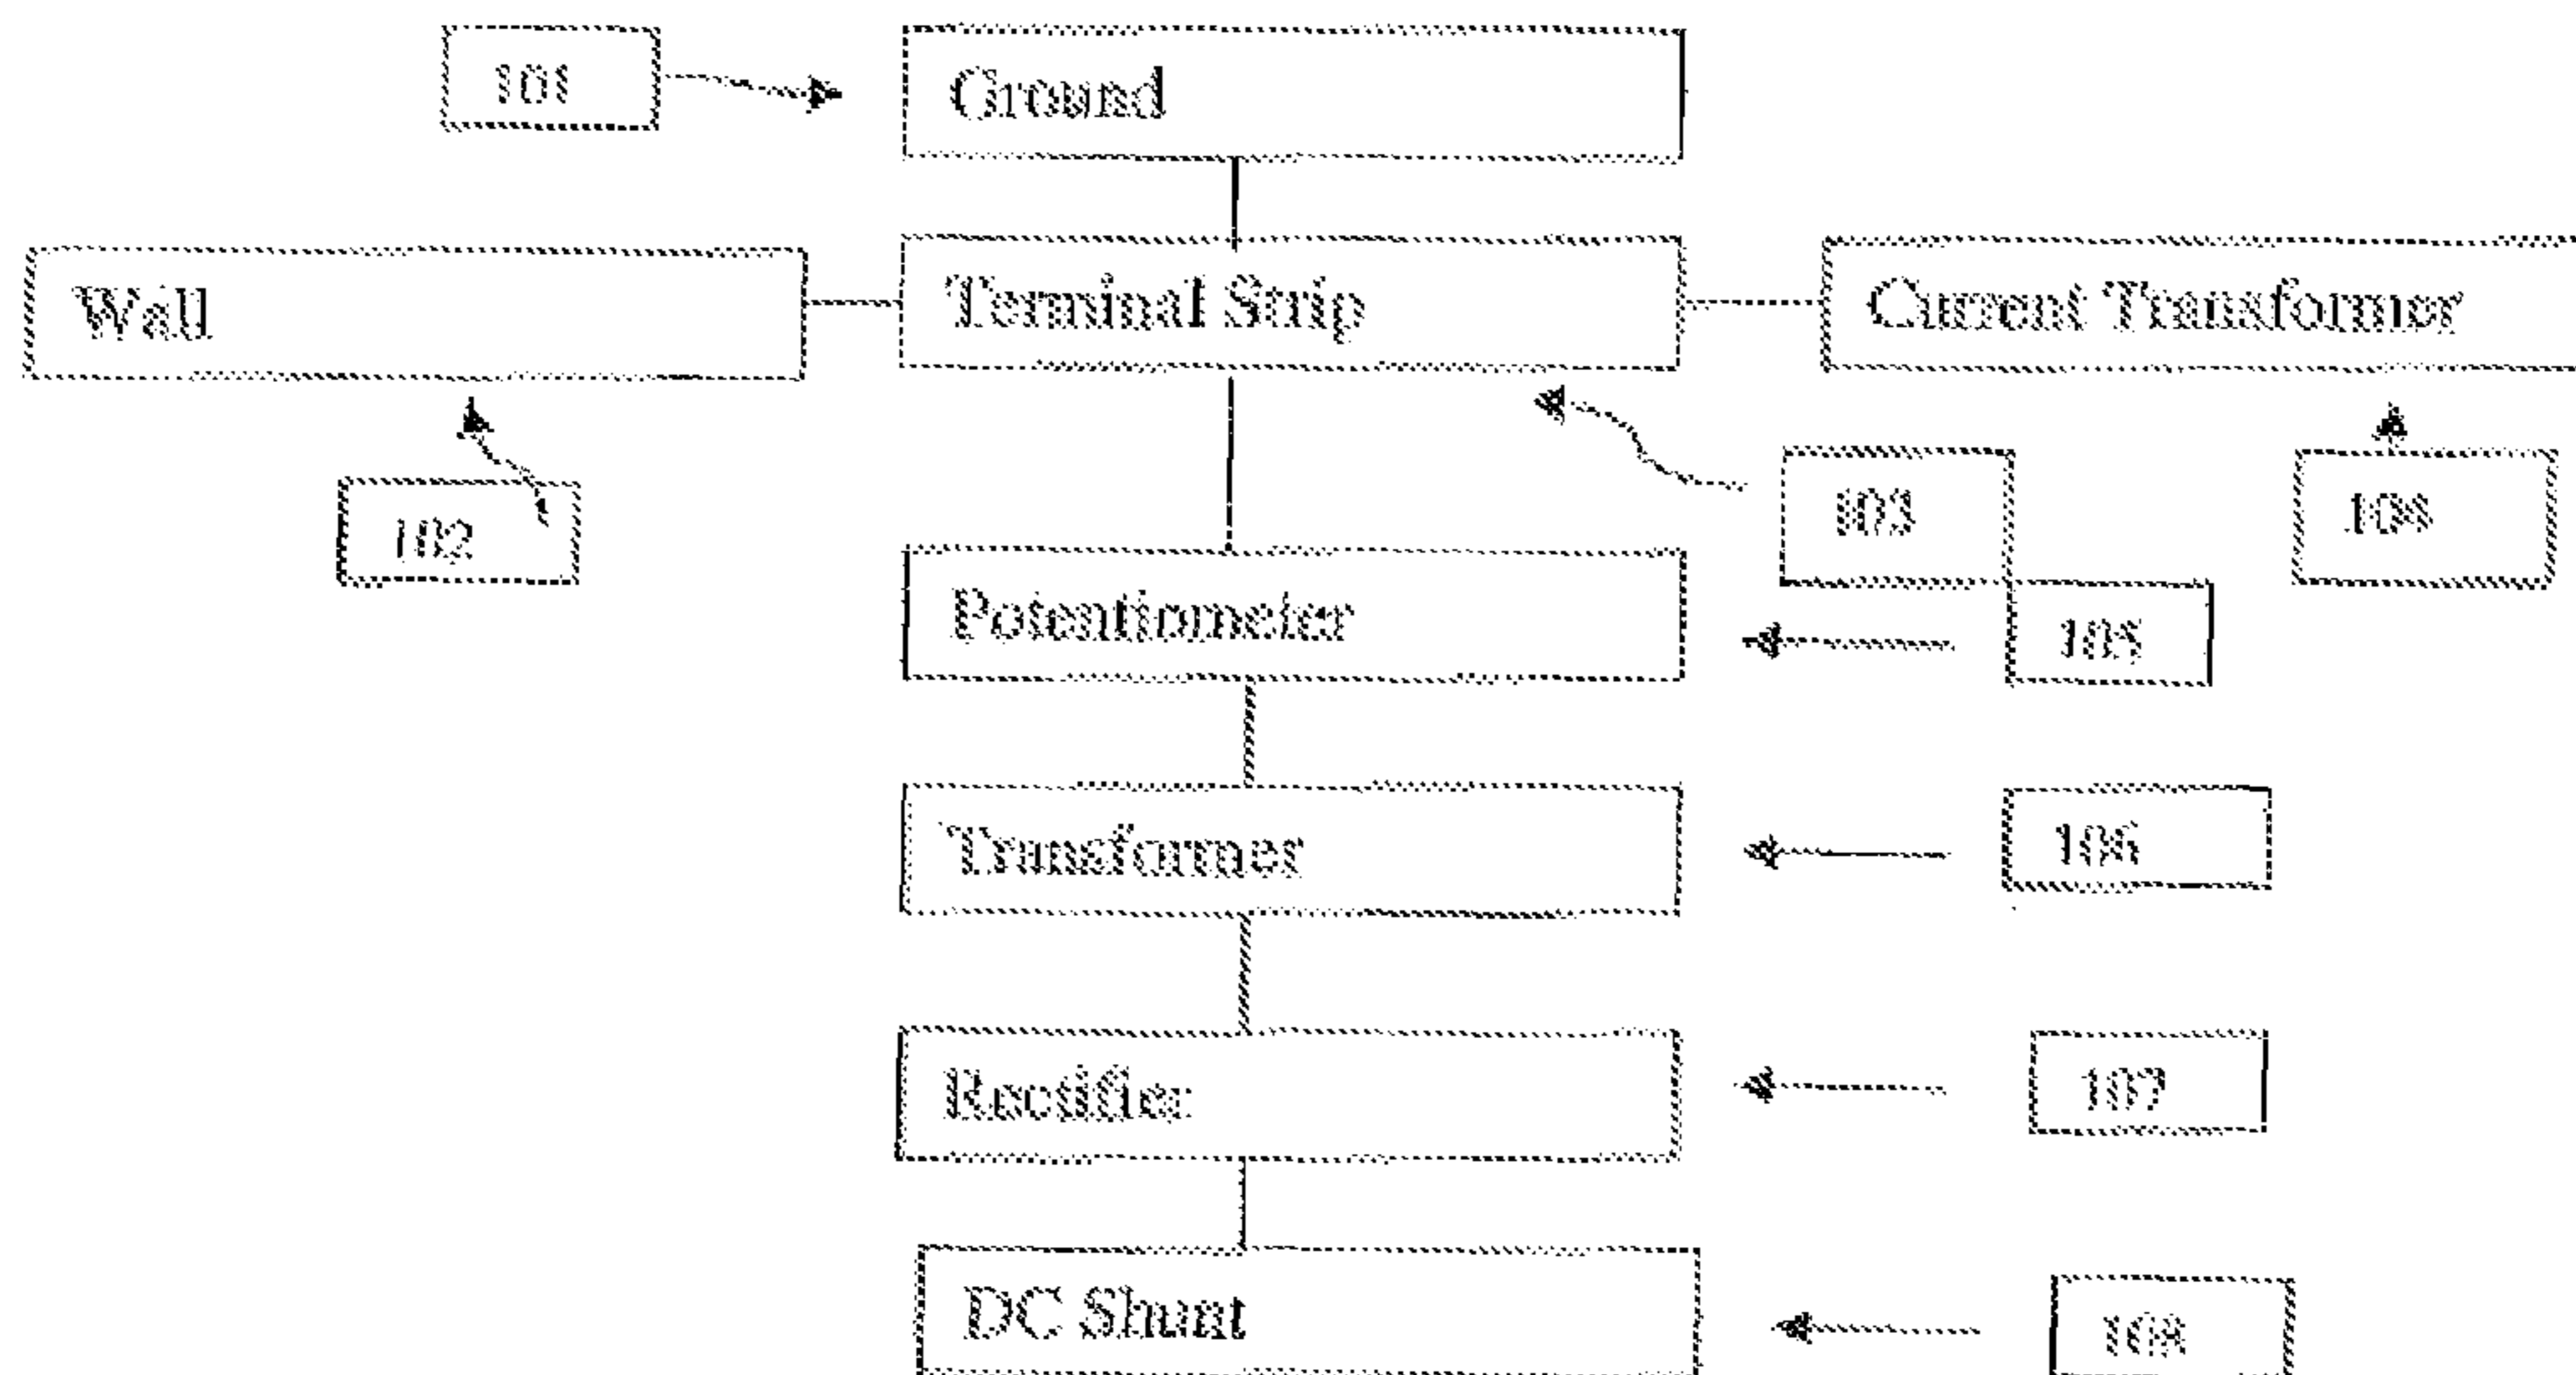 101
Ground
Wall
Terminal Strip
Current Transformer
102
103
104
Potentiometer
105
Transformer
106
Rectifier
107
DC Shunt
108